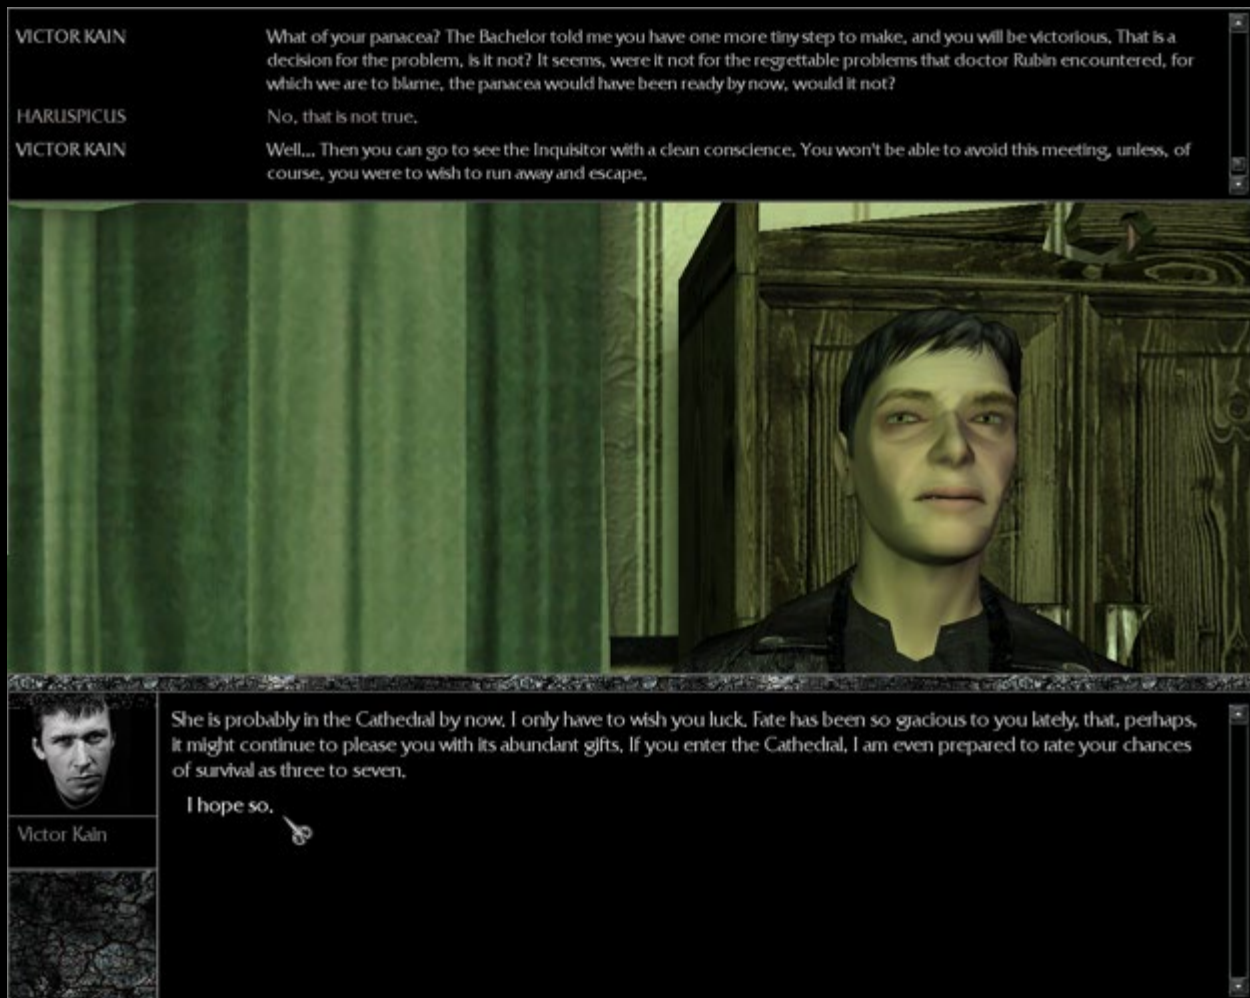 VICTOR KAIN
What of your panacea? The Bachelor told me you have one more tiny step to make, and you will be victorious. That is a
decision for the problem, is it not? It seems, were it not for the regrettable problems that doctor Rubin encountered, for
which we are to blame, the panacea would have been ready by now, would it not?
HARUSPICUS
No, that is not true.
VICTOR KAIN
Well... Then you can go to see the Inquisitor with a clean conscience. You won't be able to avoid this meeting, unless, of
course, you were to wish to run away and escape.
She is probably in the Cathedral by now. I only have to wish you luck. Fate has been so gracious to you lately, that, perhaps,
it might continue to please you with its abundant gifts. If you enter the Cathedral, I am even prepared to rate your chances
of survival as three to seven.
I hope so.
Victor Kain